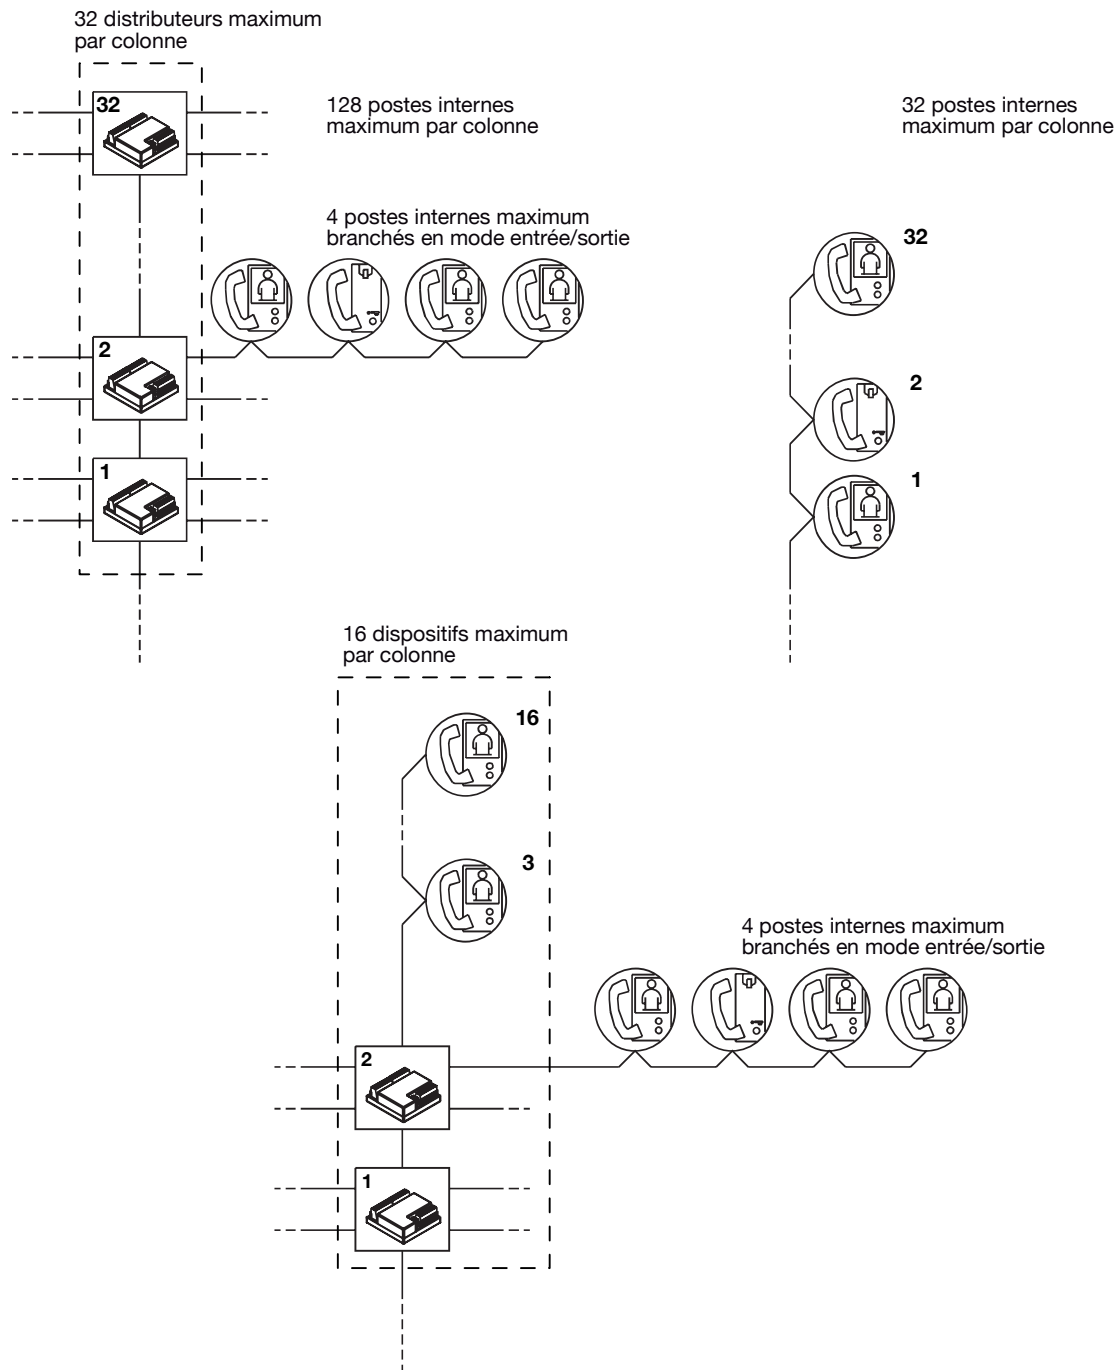 32 distributeurs maximum
par colonne
32
128 postes internes
maximum par colonne
4 postes internes maximum
branchés en mode entrée/sortie
2
1
32 postes internes
maximum par colonne
32
2
1
16 dispositifs maximum
par colonne
16
3
4 postes internes maximum
branchés en mode entrée/sortie
2
1